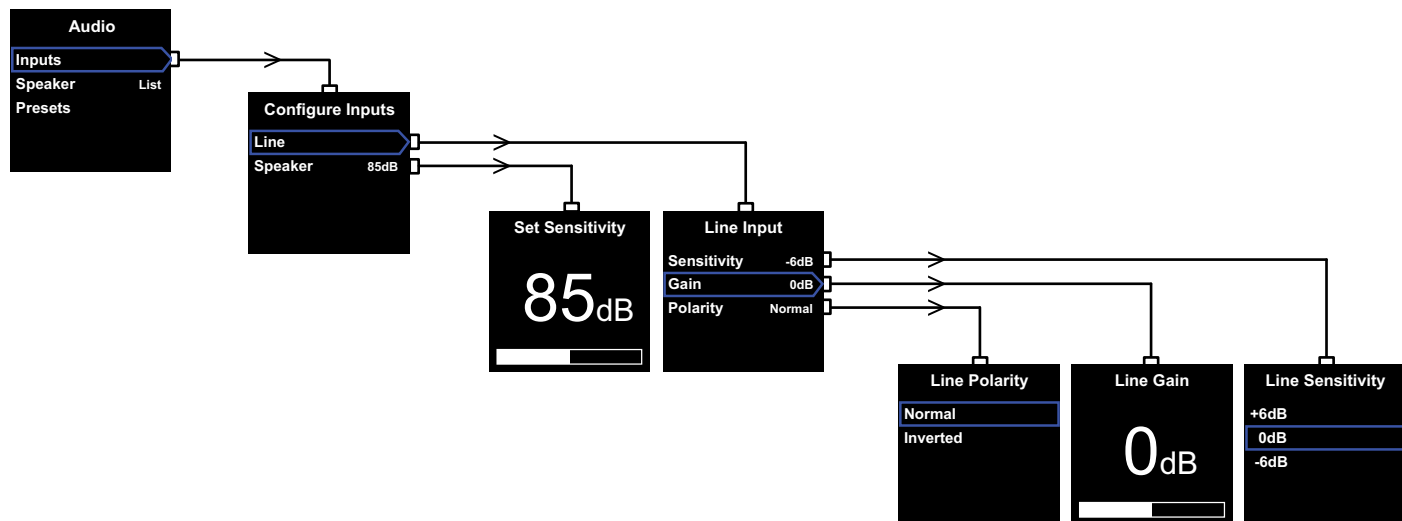 Audio
Inputs
Speaker List
Presets
Configure Inputs
Line
Speaker 85dB
Set Sensitivity
85dB
Line Input
Sensitivity -6dB
Gain 0dB
Polarity Normal
Line Polarity
Normal
Inverted
Line Gain
0dB
Line Sensitivity
+6dB
0dB
-6dB